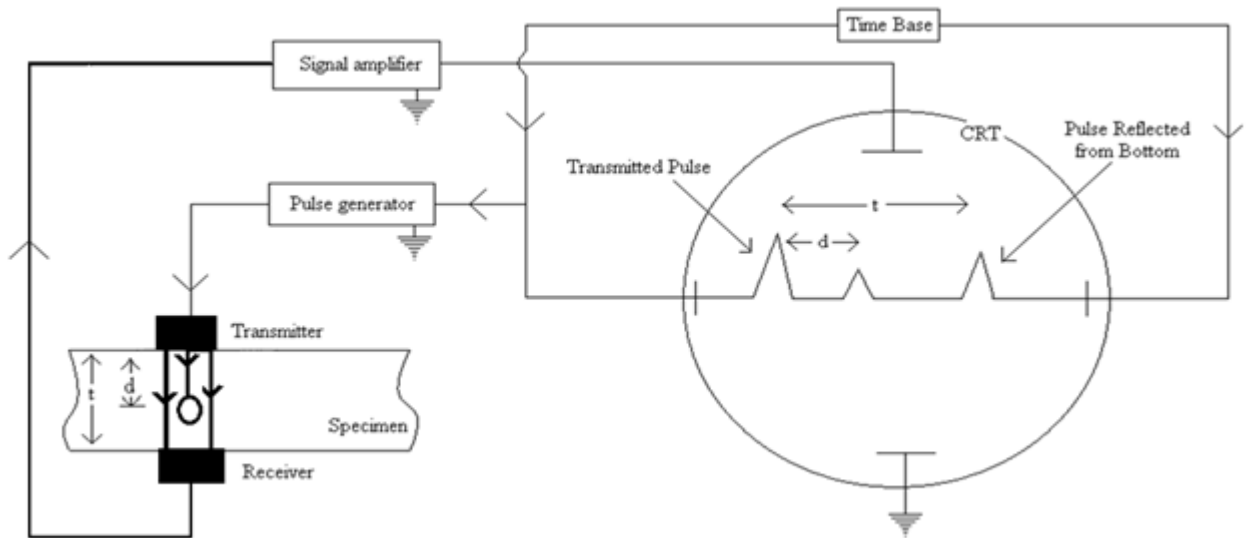 Time Base
Signal amplifier
CRT
Pulse Reflected
from Bottom
Transmitted Pulse
Pulse generator
t
d
Transmitter
t
d
Specimen
Receiver